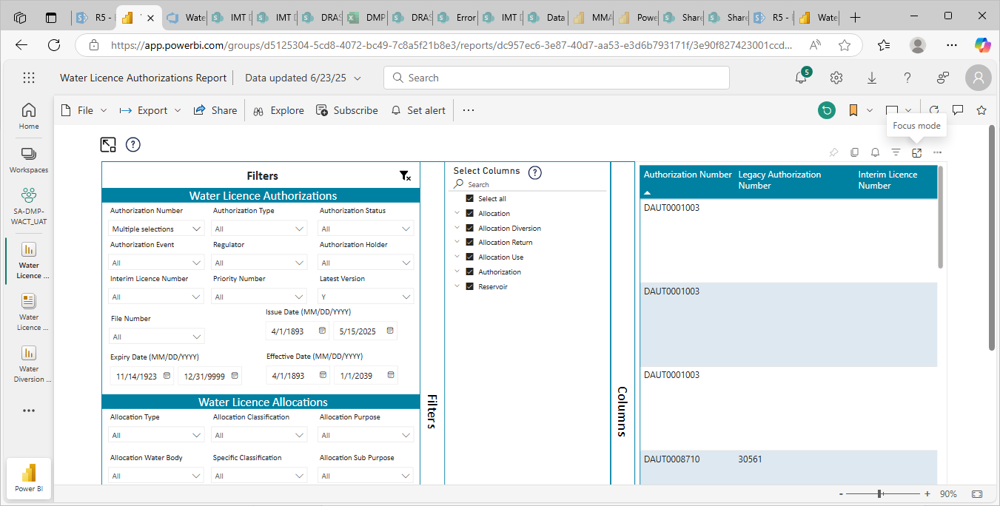 R5 -
Wate
IMT D
IMT D
DRAS
DMP
DRAS
Error
IMT D
Data
MMA
Powe
Share
Share
R5 -
Wate
https://app.powerbi.com/groups/d5125304-5cd8-4072-bc49-7c8a5f21b8e3/reports/dc957ec6-3e87-40d7-aa53-e3d6b793171f/3e90f827423001ccd...
Water Licence Authorizations Report
Data updated 6/23/25
Search
5
Home
Workspaces
SA-DMP-
WACT_UAT
Water
Licence ...
Water
Licence ...
Water
Diversion ...
Power BI
File
Export
Share
Explore
Subscribe
Set alert
Focus mode
Filters
Water Licence Authorizations
Authorization Number Authorization Type Authorization Status
Multiple selections All All
Authorization Event Regulator Authorization Holder
All All All
Interim Licence Number Priority Number Latest Version
All All Y
File Number Issue Date (MM/DD/YYYY)
All 4/1/1893 5/15/2025
Expiry Date (MM/DD/YYYY) Effective Date (MM/DD/YYYY)
11/14/1923 12/31/9999 4/1/1893 1/1/2039
Water Licence Allocations
Allocation Type Allocation Classification Allocation Purpose
All All All
Allocation Water Body Specific Classification Allocation Sub Purpose
All All All
Filters
Select Columns
Search
Select all
Allocation
Allocation Diversion
Allocation Return
Allocation Use
Authorization
Reservoir
Columns
Authorization Number Legacy Authorization Number Interim Licence Number
DAUT0001003
DAUT0001003
DAUT0001003
DAUT0008710 30561
- + 90%